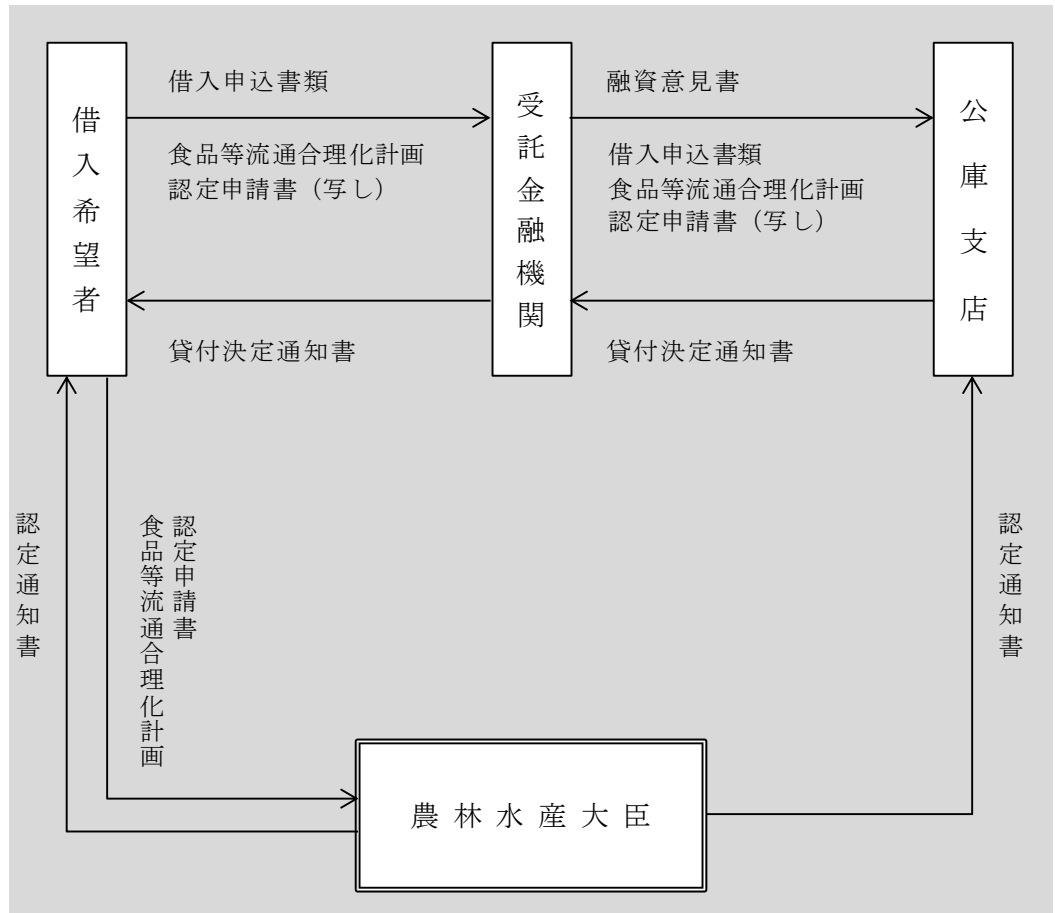 借入希望者
借入申込書類
食品等流通合理化計画
認定申請書（写し）
貸付決定通知書
受託金融機関
融資意見書
借入申込書類
食品等流通合理化計画
認定申請書（写し）
貸付決定通知書
公庫支店
認定通知書
認定申請書
食品等流通合理化計画
認定通知書
農林水産大臣